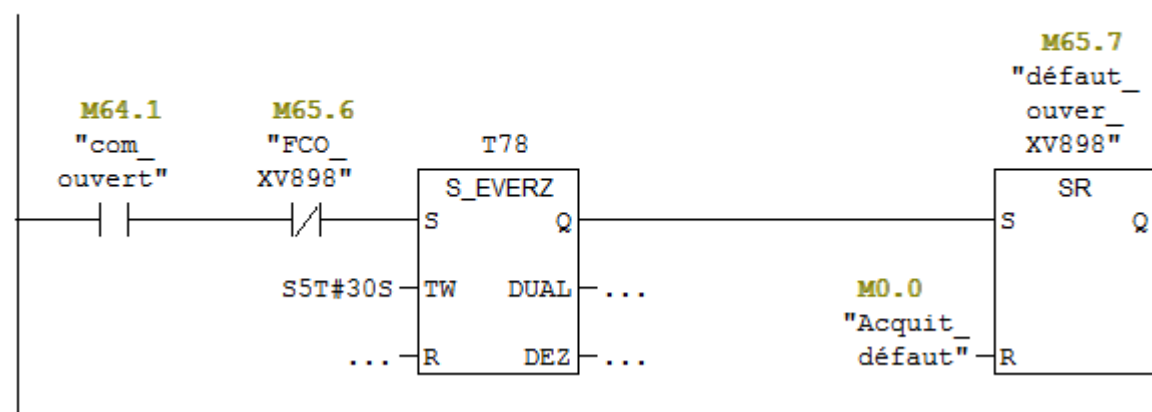 M65.7
"défaut_
ouver_
XV898"
M64.1 M65.6
"com_ "FCO_ T78
ouvert" XV898"
S_EVERZ SR
S Q S Q
S5T#30S TW DUAL ... M0.0
"Acquit_
... R DEZ ... défaut" R